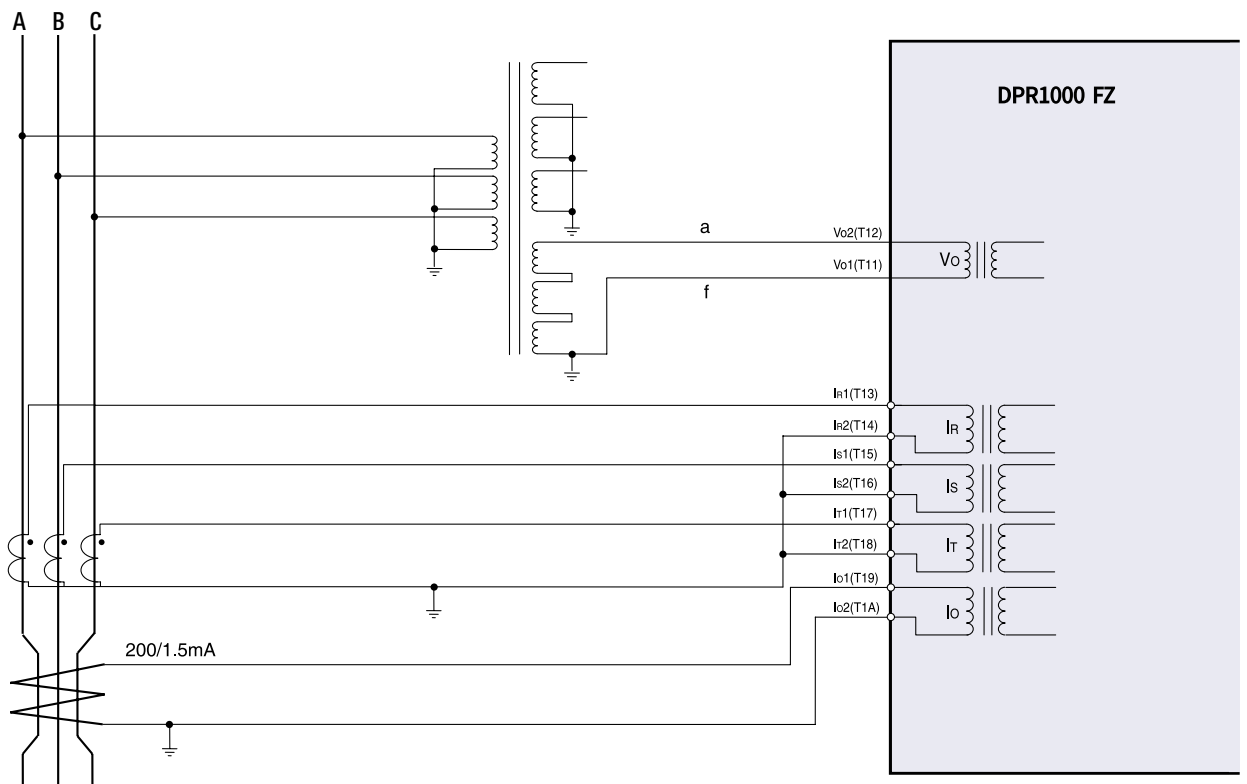 A B C
DPR1000 FZ
a
Vo2(T12)
Vo1(T11)
Vo
f
IR1(T13)
IR2(T14)
IR
IS1(T15)
IS2(T16)
IS
IT1(T17)
IT2(T18)
IT
Io1(T19)
Io2(T1A)
Io
200/1.5mA